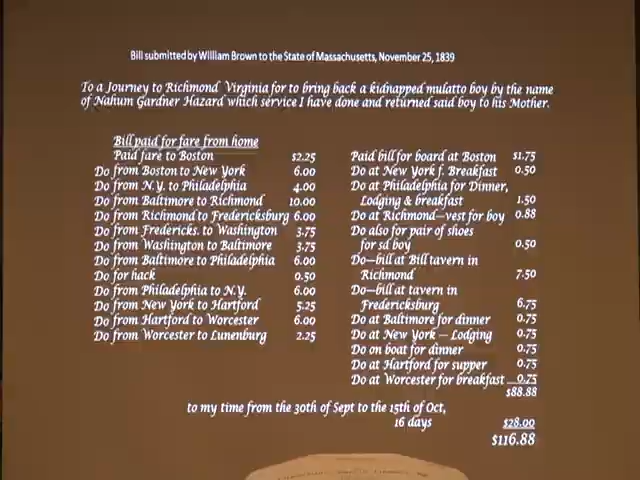 Bill submitted by William Brown to the State of Massachusetts, November 25, 1839
To a Journey to Richmond Virginia for to bring back a kidnapped mulatto boy by the name
of Nahum Gardner Hazard which service I have done and returned said boy to his Mother.
Bill paid for fare from home
Paid fare to Boston $2.25
Do from Boston to New York 6.00
Do from N.Y. to Philadelphia 4.00
Do from Baltimore to Richmond 10.00
Do from Richmond to Fredericksburg 6.00
Do from Fredericks. to Washington 3.75
Do from Washington to Baltimore 3.75
Do from Baltimore to Philadelphia 6.00
Do for hack 0.50
Do from Philadelphia to N.Y. 6.00
Do from New York to Hartford 5.25
Do from Hartford to Worcester 6.00
Do from Worcester to Lunenburg 2.25
Paid bill for board at Boston $1.75
Do at New York f. Breakfast 0.50
Do at Philadelphia for Dinner,
Lodging & breakfast 1.50
Do at Richmond—vest for boy 0.88
Do also for pair of shoes
for sd boy 0.50
Do—bill at Bill tavern in
Richmond 7.50
Do—bill at tavern in
Fredericksburg 6.75
Do at Baltimore for dinner 0.75
Do at New York — Lodging 0.75
Do on boat for dinner 0.75
Do at Hartford for supper 0.75
Do at Worcester for breakfast 0.75
$88.88
to my time from the 30th of Sept to the 15th of Oct,
16 days $28.00
$116.88